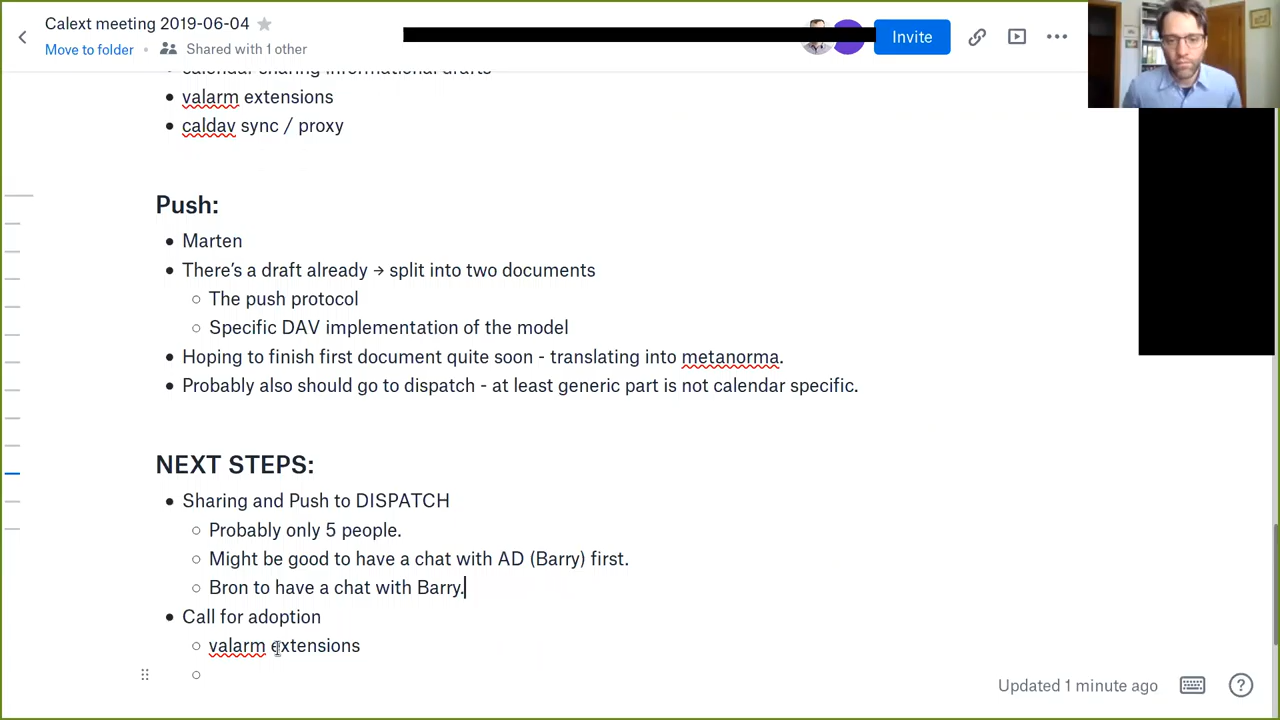 Calext meeting 2019-06-04
Move to folder • Shared with 1 other
Invite
calendar sharing informational drafts
valarm extensions
caldav sync / proxy
Push:
Marten
There's a draft already → split into two documents
The push protocol
Specific DAV implementation of the model
Hoping to finish first document quite soon - translating into metanorma.
Probably also should go to dispatch - at least generic part is not calendar specific.
NEXT STEPS:
Sharing and Push to DISPATCH
Probably only 5 people.
Might be good to have a chat with AD (Barry) first.
Bron to have a chat with Barry.
Call for adoption
valarm extensions
Updated 1 minute ago